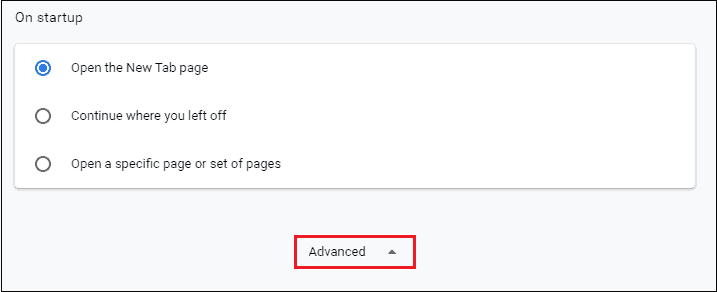 On startup
Open the New Tab page
Continue where you left off
Open a specific page or set of pages
Advanced